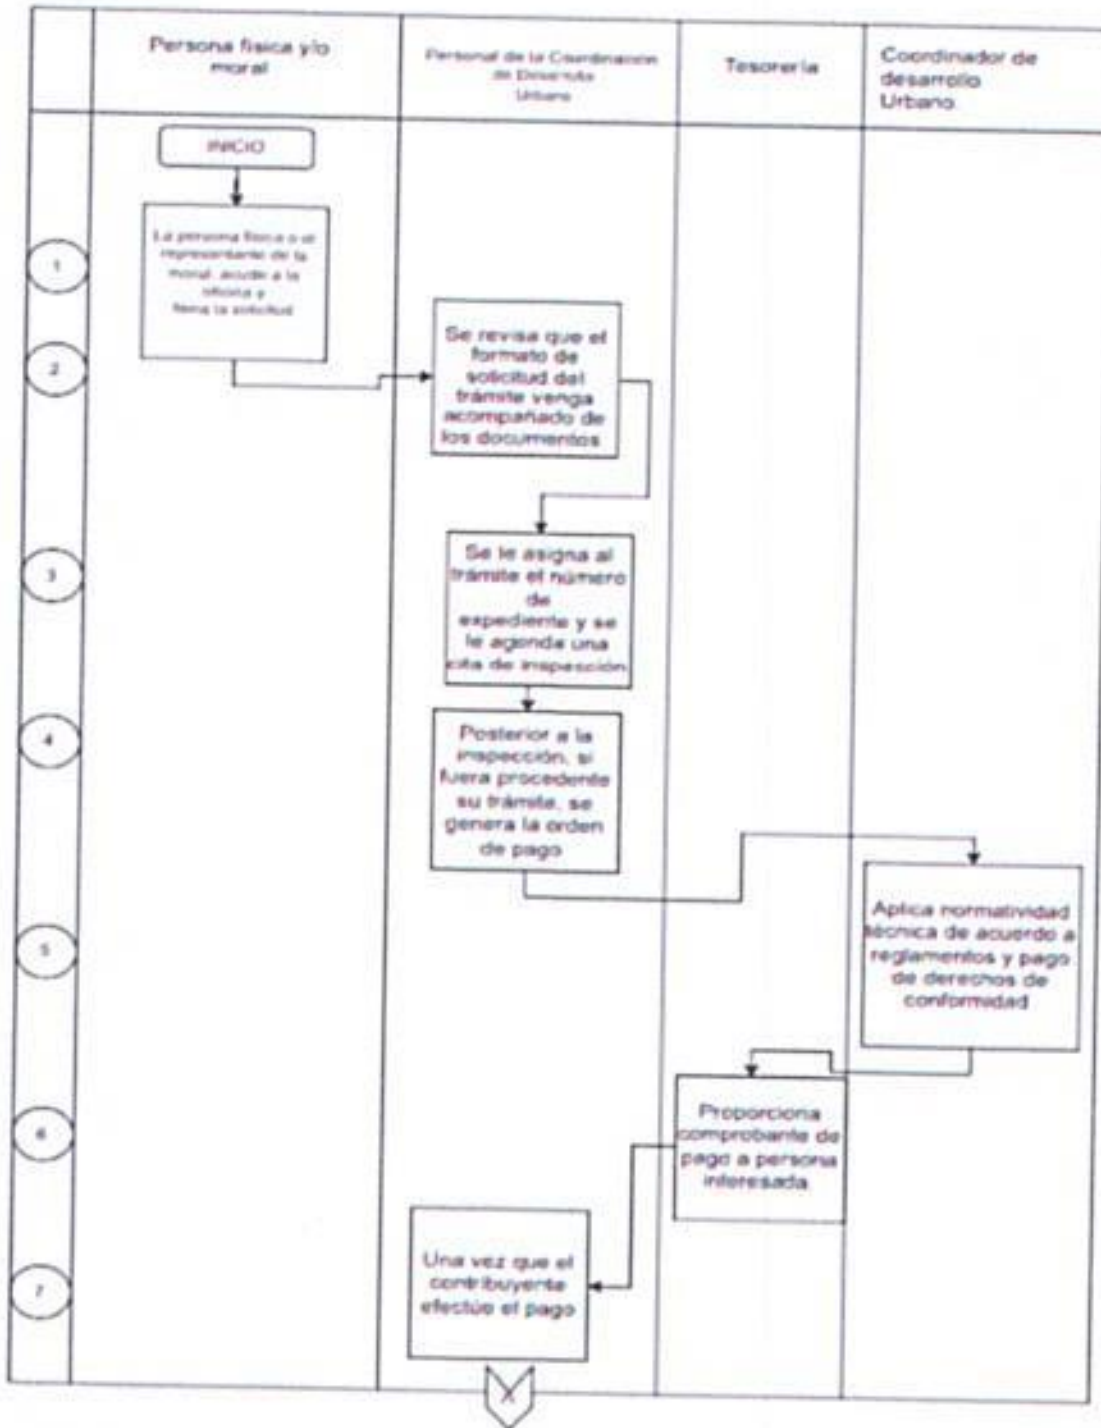 Persona física y/o
moral
Personal de la Coordinación
de Desarrollo
Urbano
Tesorería
Coordinador de
desarrollo
Urbano
INICIO
1
La persona física o el
representante de la
moral, acude a la
oficina y
llena la solicitud
2
Se revisa que el
formato de
solicitud del
trámite venga
acompañado de
los documentos
3
Se le asigna al
trámite el número
de
expediente y se
le agenda una
cita de inspección
4
Posterior a la
inspección, si
fuera procedente
su trámite, se
genera la orden
de pago
5
Aplica normatividad
técnica de acuerdo a
reglamentos y pago
de derechos de
conformidad
6
Proporciona
comprobante de
pago a persona
interesada
7
Una vez que el
contribuyente
efectúe el pago
A